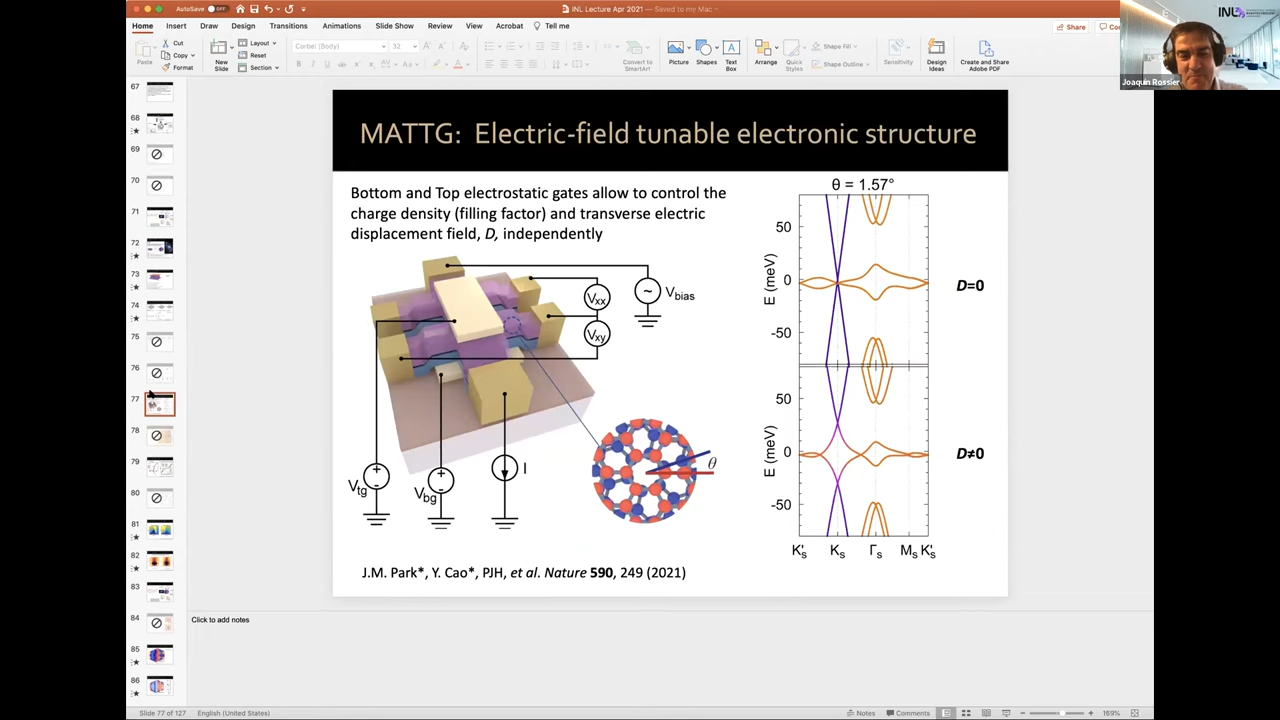 AutoSave OFF
INL Lecture Apr 2021 — Saved to my Mac
Home Insert Draw Design Transitions Animations Slide Show Review View Acrobat Tell me
Share
Paste
Cut
Copy
Format
New Slide
Layout
Reset
Section
Corbel (Body) 32
Convert to SmartArt
Picture
Shapes
Text Box
Arrange
Quick Styles
Shape Fill
Shape Outline
Sensitivity
Design Ideas
Create and Share Adobe PDF
INL
Joaquin Rossier
67
68
69
70
71
72
73
74
75
76
77
78
79
80
81
82
83
84
85
86
MATTG: Electric-field tunable electronic structure
Bottom and Top electrostatic gates allow to control the
charge density (filling factor) and transverse electric
displacement field, D, independently
Vxx
Vxy
Vbias
Vtg
Vbg
I
θ
θ = 1.57°
50
0
-50
E (meV)
D=0
50
0
-50
E (meV)
D≠0
K's Ks Γs Ms K's
J.M. Park*, Y. Cao*, PJH, et al. Nature 590, 249 (2021)
Click to add notes
Slide 77 of 127 English (United States)
Notes Comments 169%